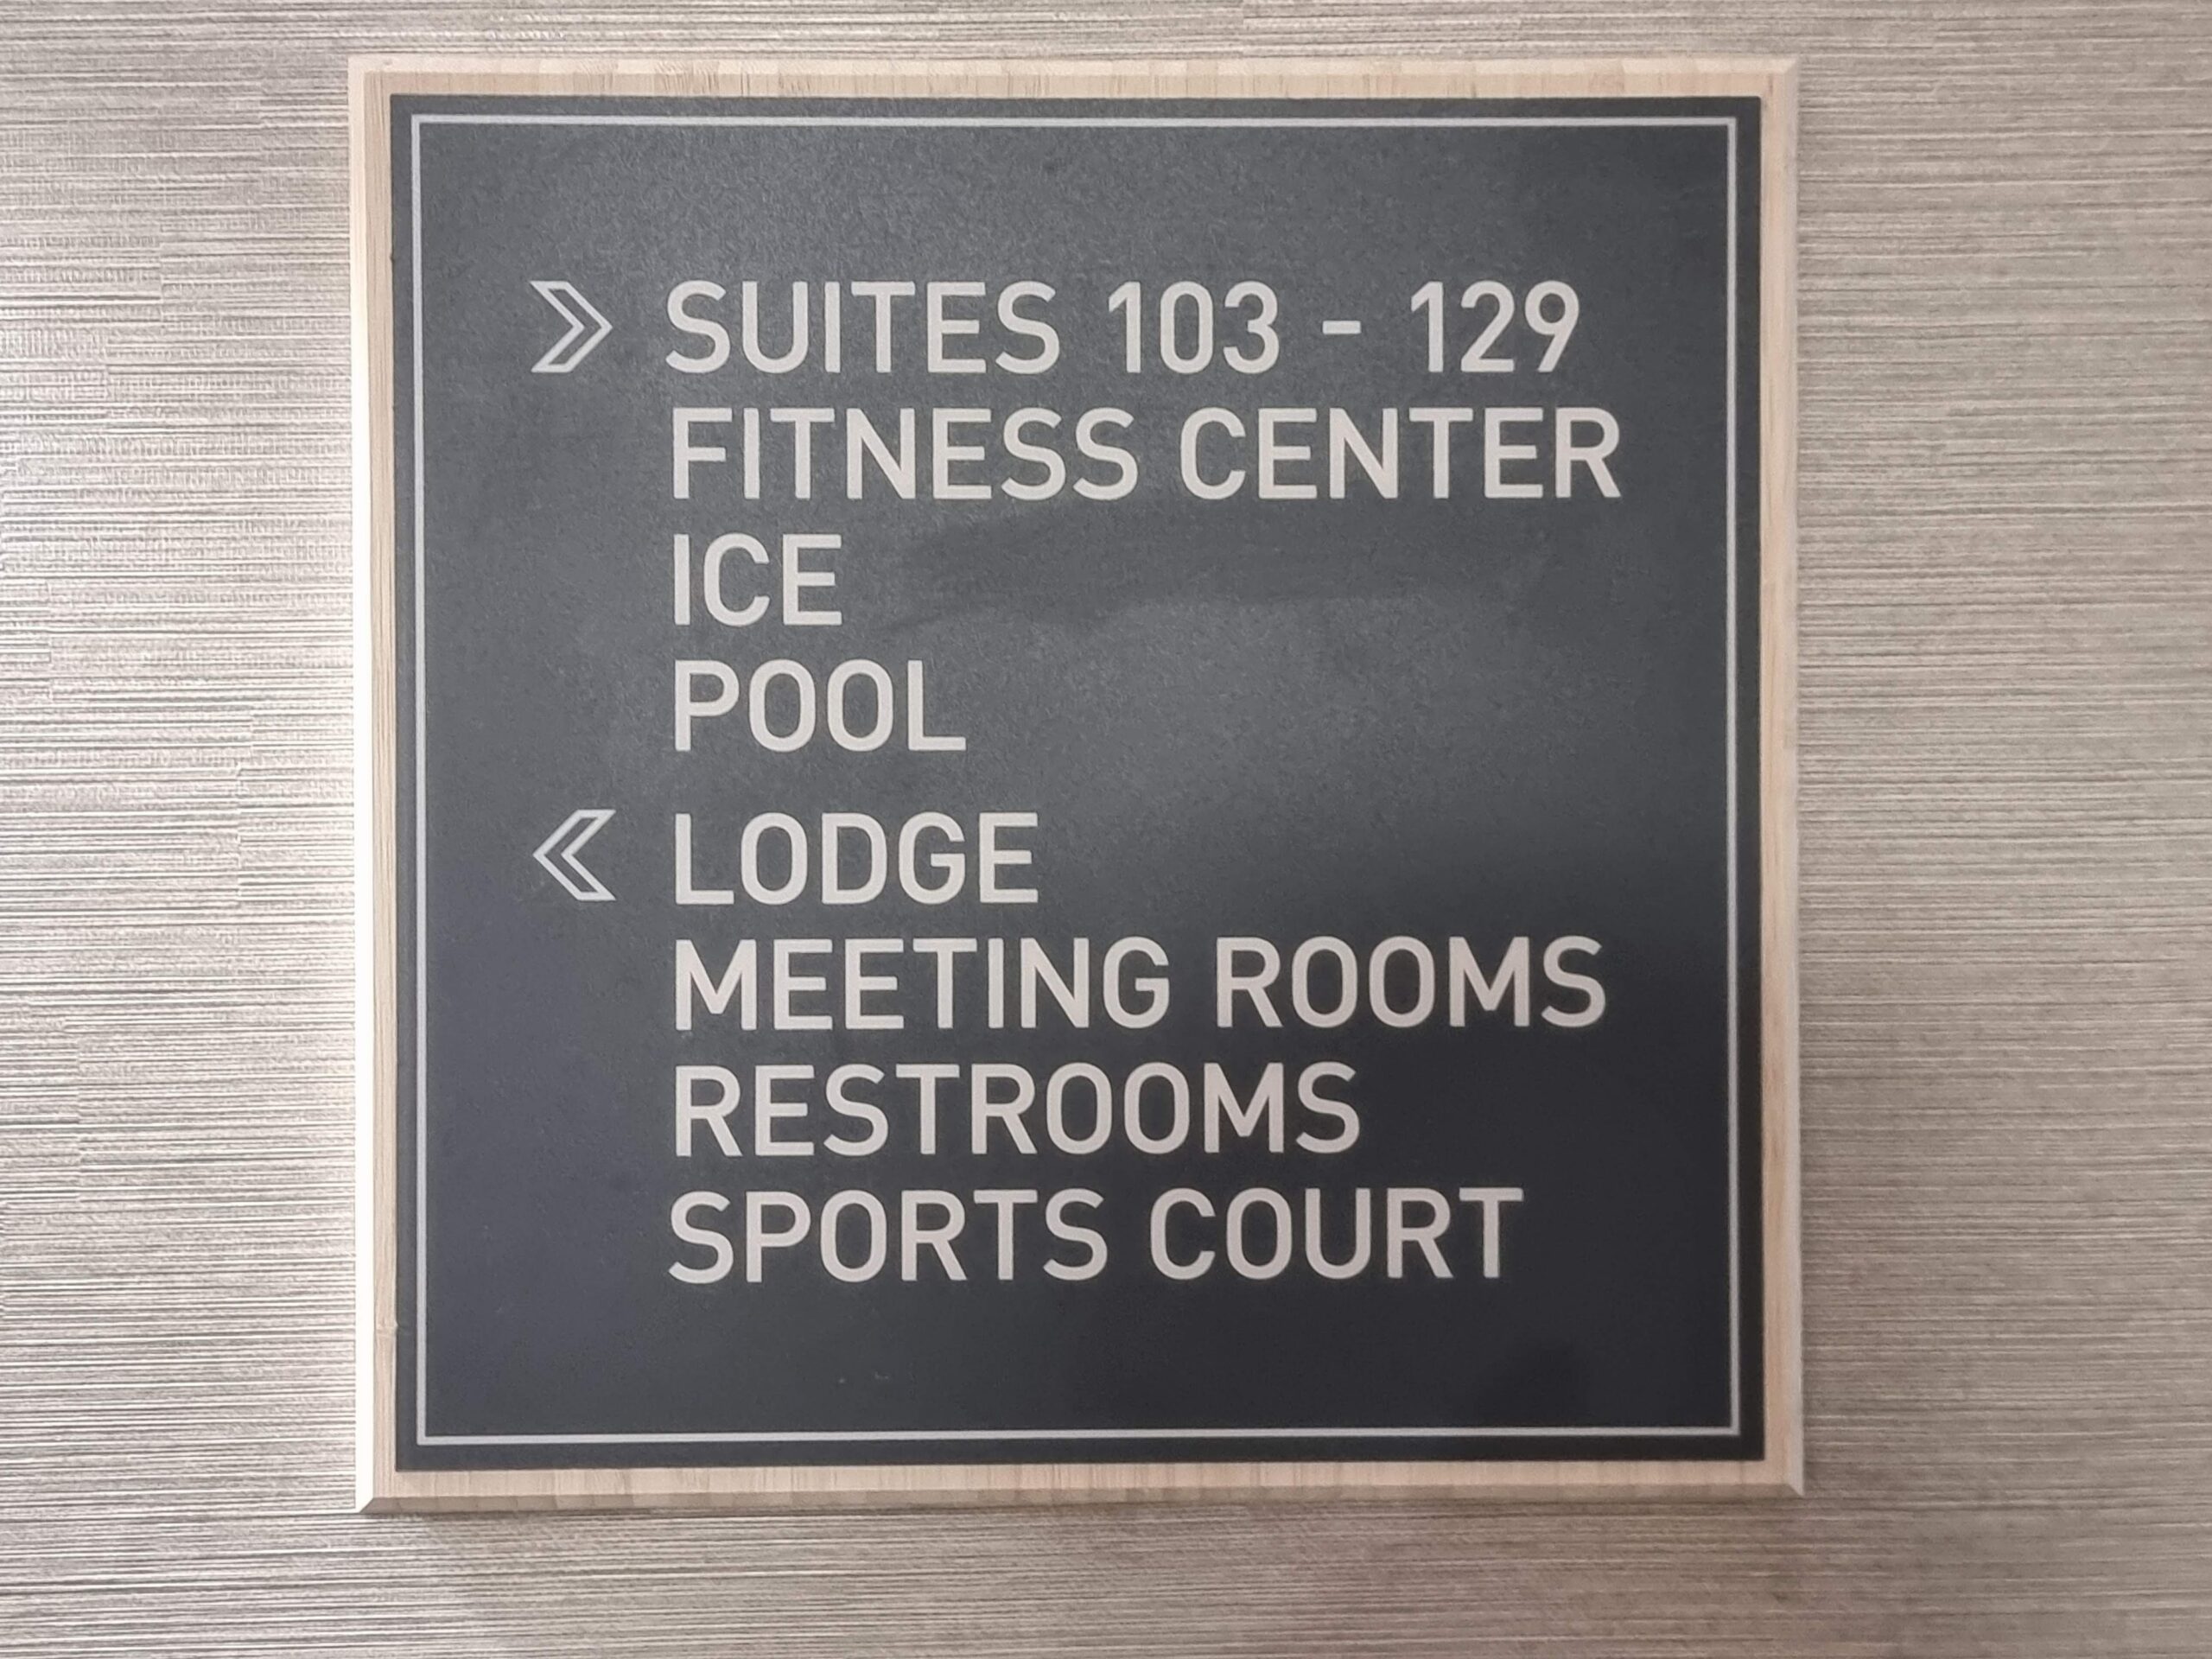 SUITES 103 - 129
FITNESS CENTER
ICE
POOL
LODGE
MEETING ROOMS
RESTROOMS
SPORTS COURT